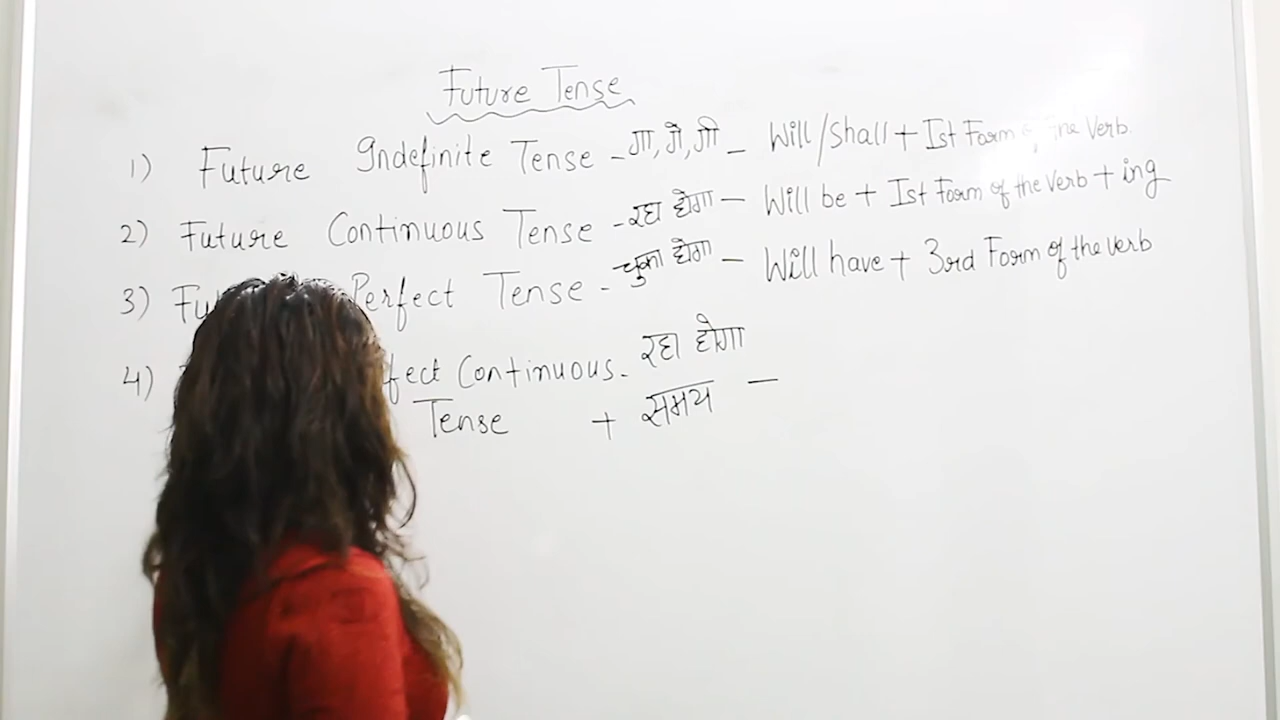 Future Tense
1) Future Indefinite Tense - गा, गे, गी - Will/Shall + Ist Form of the Verb.
2) Future Continuous Tense - रहा होगा - Will be + Ist Form of the Verb + ing
3) Perfect Tense - चुका होगा - Will have + 3rd Form of the Verb
4) Continuous - रहा होगा
Tense + समय -